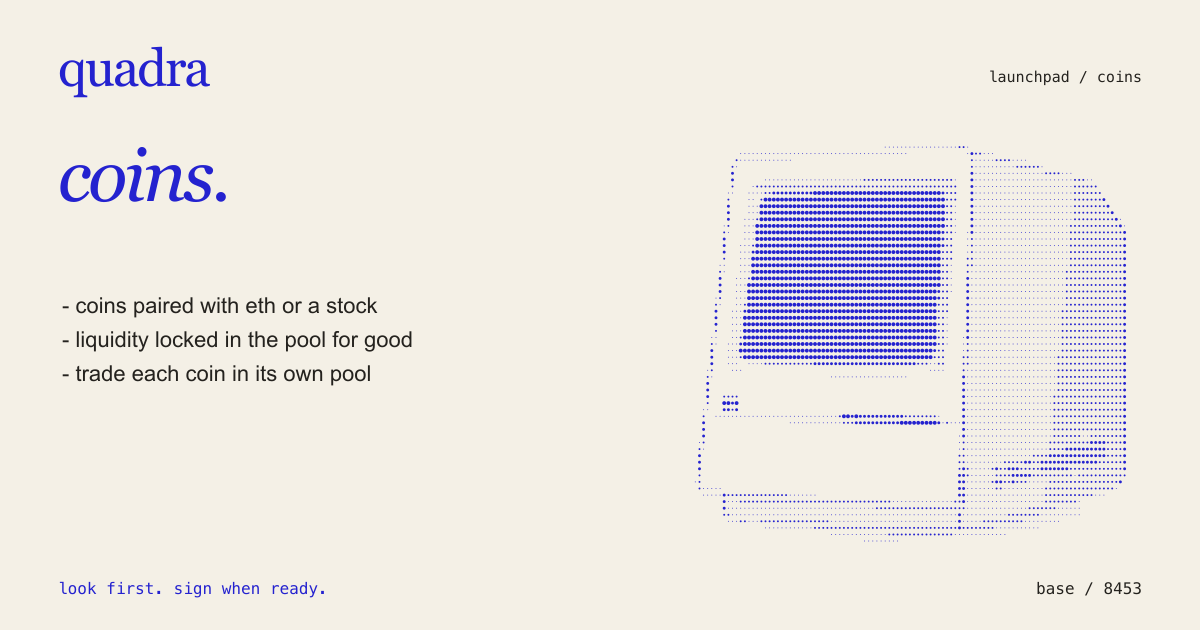 quadra
launchpad / coins
coins.
- coins paired with eth or a stock
- liquidity locked in the pool for good
- trade each coin in its own pool
look first. sign when ready.
base / 8453